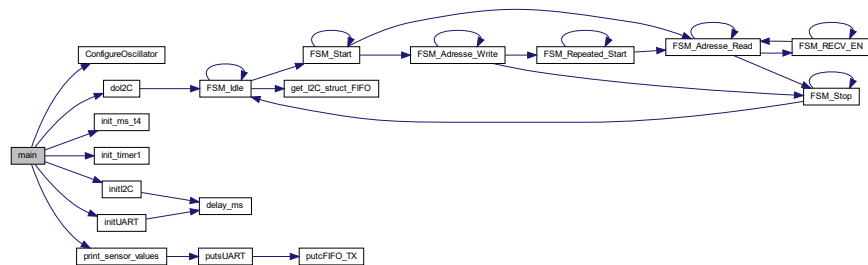 main
ConfigureOscillator
doI2C
init_ms_t4
init_timer1
initI2C
initUART
print_sensor_values
FSM_Idle
get_I2C_struct_FIFO
delay_ms
putsUART
putcFIFO_TX
FSM_Start
FSM_Adresse_Write
FSM_Repeated_Start
FSM_Adresse_Read
FSM_RECV_EN
FSM_Stop